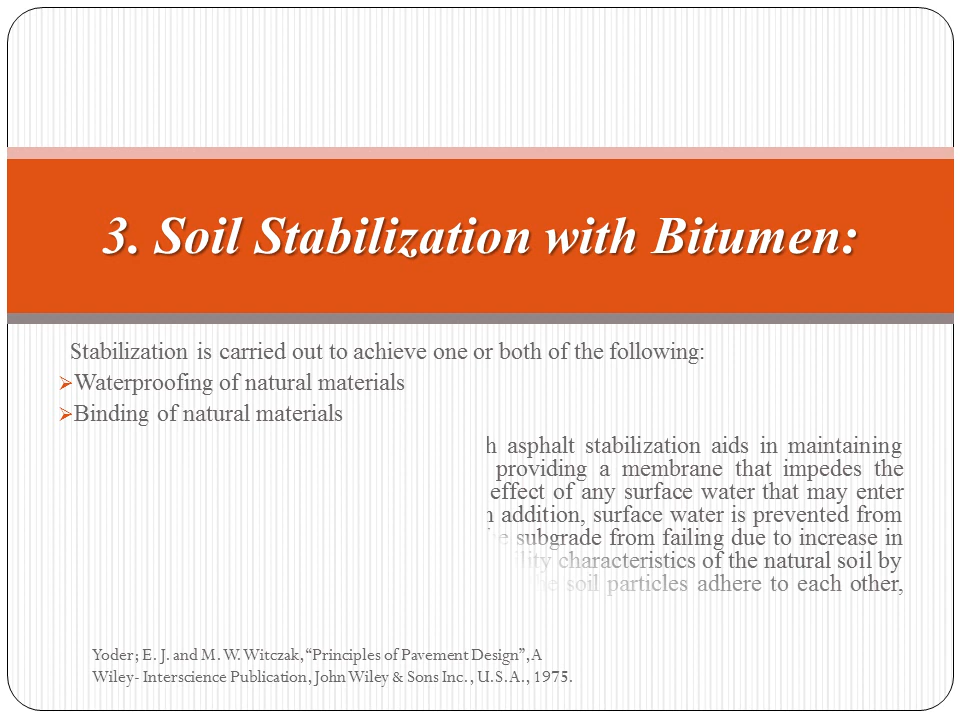 3. Soil Stabilization with Bitumen:
Stabilization is carried out to achieve one or both of the following:
Waterproofing of natural materials
Binding of natural materials
asphalt stabilization aids in maintaining
providing a membrane that impedes the
effect of any surface water that may enter
addition, surface water is prevented from
subgrade from failing due to increase in
characteristics of the natural soil by
soil particles adhere to each other,
Yoder; E. J. and M. W. Witczak, “Principles of Pavement Design”, A
Wiley- Interscience Publication, John Wiley & Sons Inc., U.S.A., 1975.